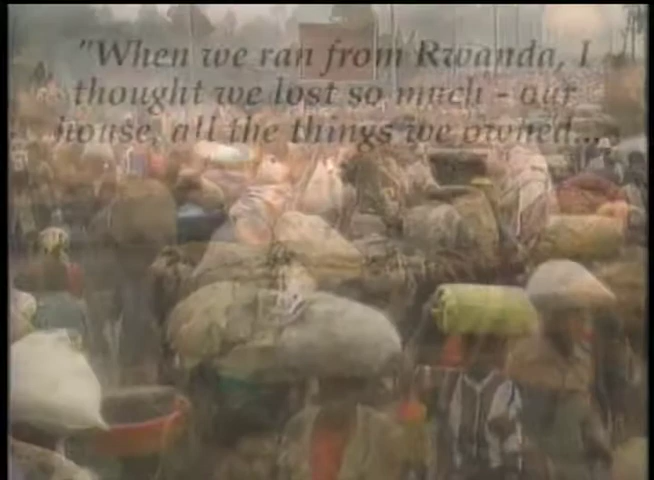 "When we ran from Rwanda, I
thought we lost so much - our
house, all the things we owned...